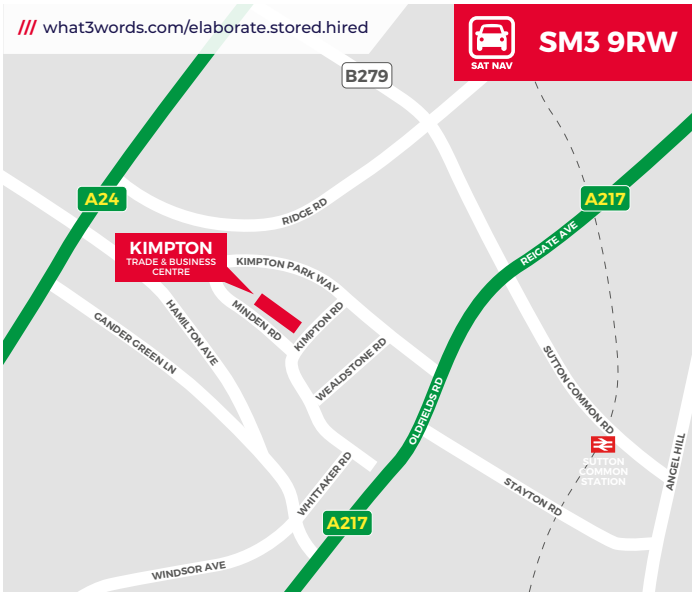 /// what3words.com/elaborate.stored.hired
SAT NAV
SM3 9RW
B279
A24
A217
RIDGE RD
REIGATE AVE
KIMPTON
TRADE & BUSINESS
CENTRE
KIMPTON PARK WAY
MINDEN RD
KIMPTON RD
HAMILTON AVE
GANDER GREEN LN
WEALDSTONE RD
SUTTON COMMON RD
OLDFIELDS RD
SUTTON
COMMON
STATION
ANGEL HILL
WHITTAKER RD
STAYTON RD
A217
WINDSOR AVE